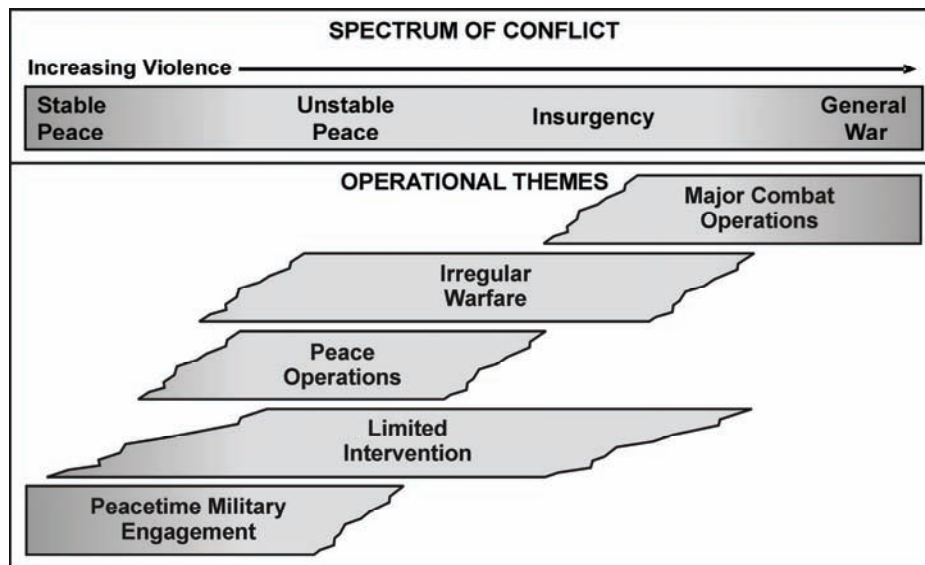 SPECTRUM OF CONFLICT
Increasing Violence
Stable
Peace
Unstable
Peace
Insurgency
General
War
OPERATIONAL THEMES
Major Combat
Operations
Irregular
Warfare
Peace
Operations
Limited
Intervention
Peacetime Military
Engagement